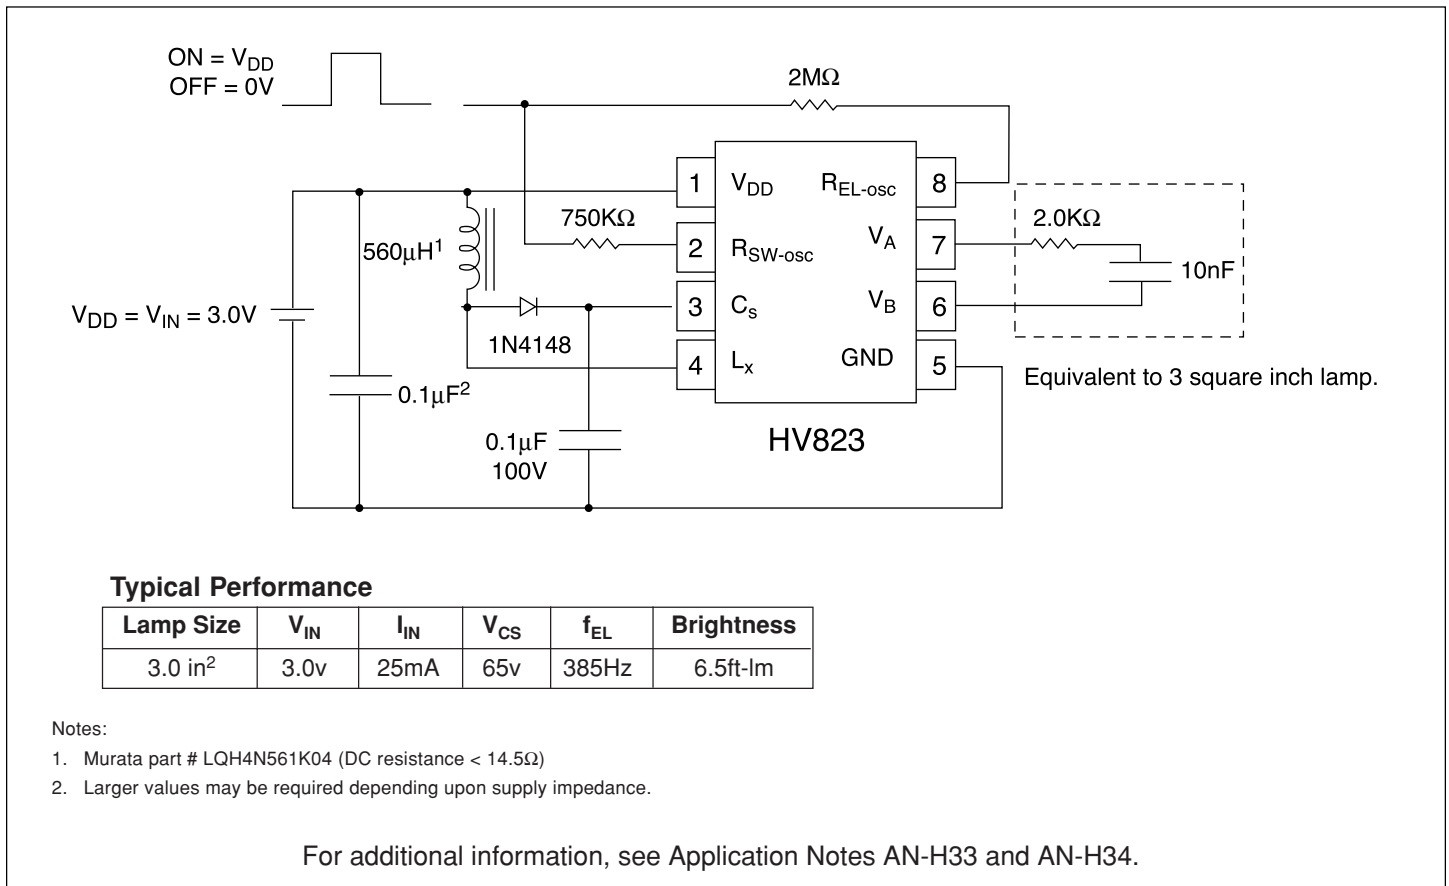 ON = VDD
OFF = 0V
2MΩ
1
VDD
REL-osc
8
750KΩ
2.0KΩ
560µH1
2
RSW-osc
VA
7
10nF
VDD = VIN = 3.0V
3
Cs
VB
6
1N4148
4
Lx
GND
5
0.1µF2
Equivalent to 3 square inch lamp.
0.1µF
100V
HV823
Typical Performance
Lamp Size VIN IIN VCS fEL Brightness
3.0 in2 3.0v 25mA 65v 385Hz 6.5ft-lm
Notes:
1. Murata part # LQH4N561K04 (DC resistance < 14.5Ω)
2. Larger values may be required depending upon supply impedance.
For additional information, see Application Notes AN-H33 and AN-H34.